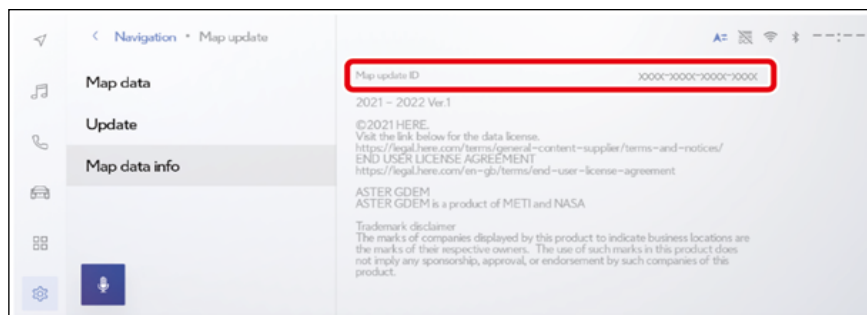 Navigation • Map update
A
--:--
Map data
Update
Map data info
Map update ID XXXX-XXXX-XXXX-XXXX
2021 - 2022 Ver.1
©2021 HERE.
Visit the link below for the data license.
https://legal.here.com/terms/general-content-supplier/terms-and-notices/
END USER LICENSE AGREEMENT
https://legal.here.com/en-gb/terms/end-user-license-agreement
ASTER GDEM
ASTER GDEM is a product of METI and NASA
Trademark disclaimer
The marks of companies displayed by this product to indicate business locations are
the marks of their respective owners. The use of such marks in this product does
not imply any sponsorship, approval, or endorsement by such companies of this
product.